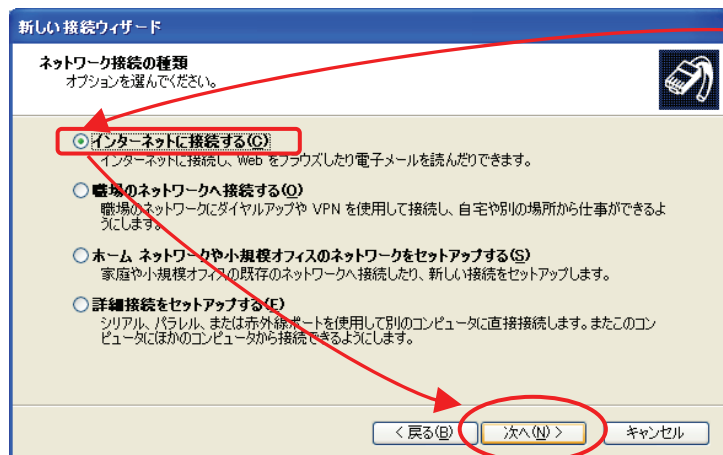 新しい接続ウィザード
ネットワーク接続の種類
オプションを選んでください。
インターネットに接続する(C)
インターネットに接続し、Web をブラウズしたり電子メールを読んだりできます。
職場のネットワークへ接続する(O)
職場のネットワークにダイヤルアップや VPN を使用して接続し、自宅や別の場所から仕事ができるよ
うにします。
ホーム ネットワークや小規模オフィスのネットワークをセットアップする(S)
家庭や小規模オフィスの既存のネットワークへ接続したり、新しい接続をセットアップします。
詳細接続をセットアップする(E)
シリアル、パラレル、または赤外線ポートを使用して別のコンピュータに直接接続します。またこのコン
ピュータにほかのコンピュータから接続できるようにします。
< 戻る(B)
次へ(N) >
キャンセル